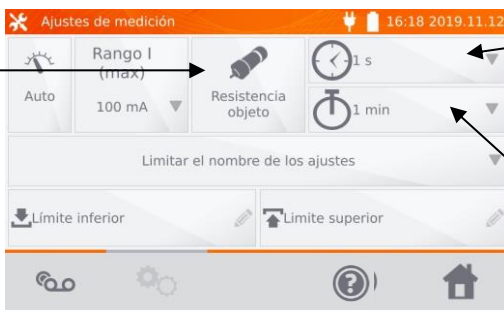 Ajustes de medición
16:18 2019.11.12
Auto
Rango I
(max)
100 mA
Resistencia
objeto
1 s
1 min
Limitar el nombre de los ajustes
Límite inferior
Limite superior